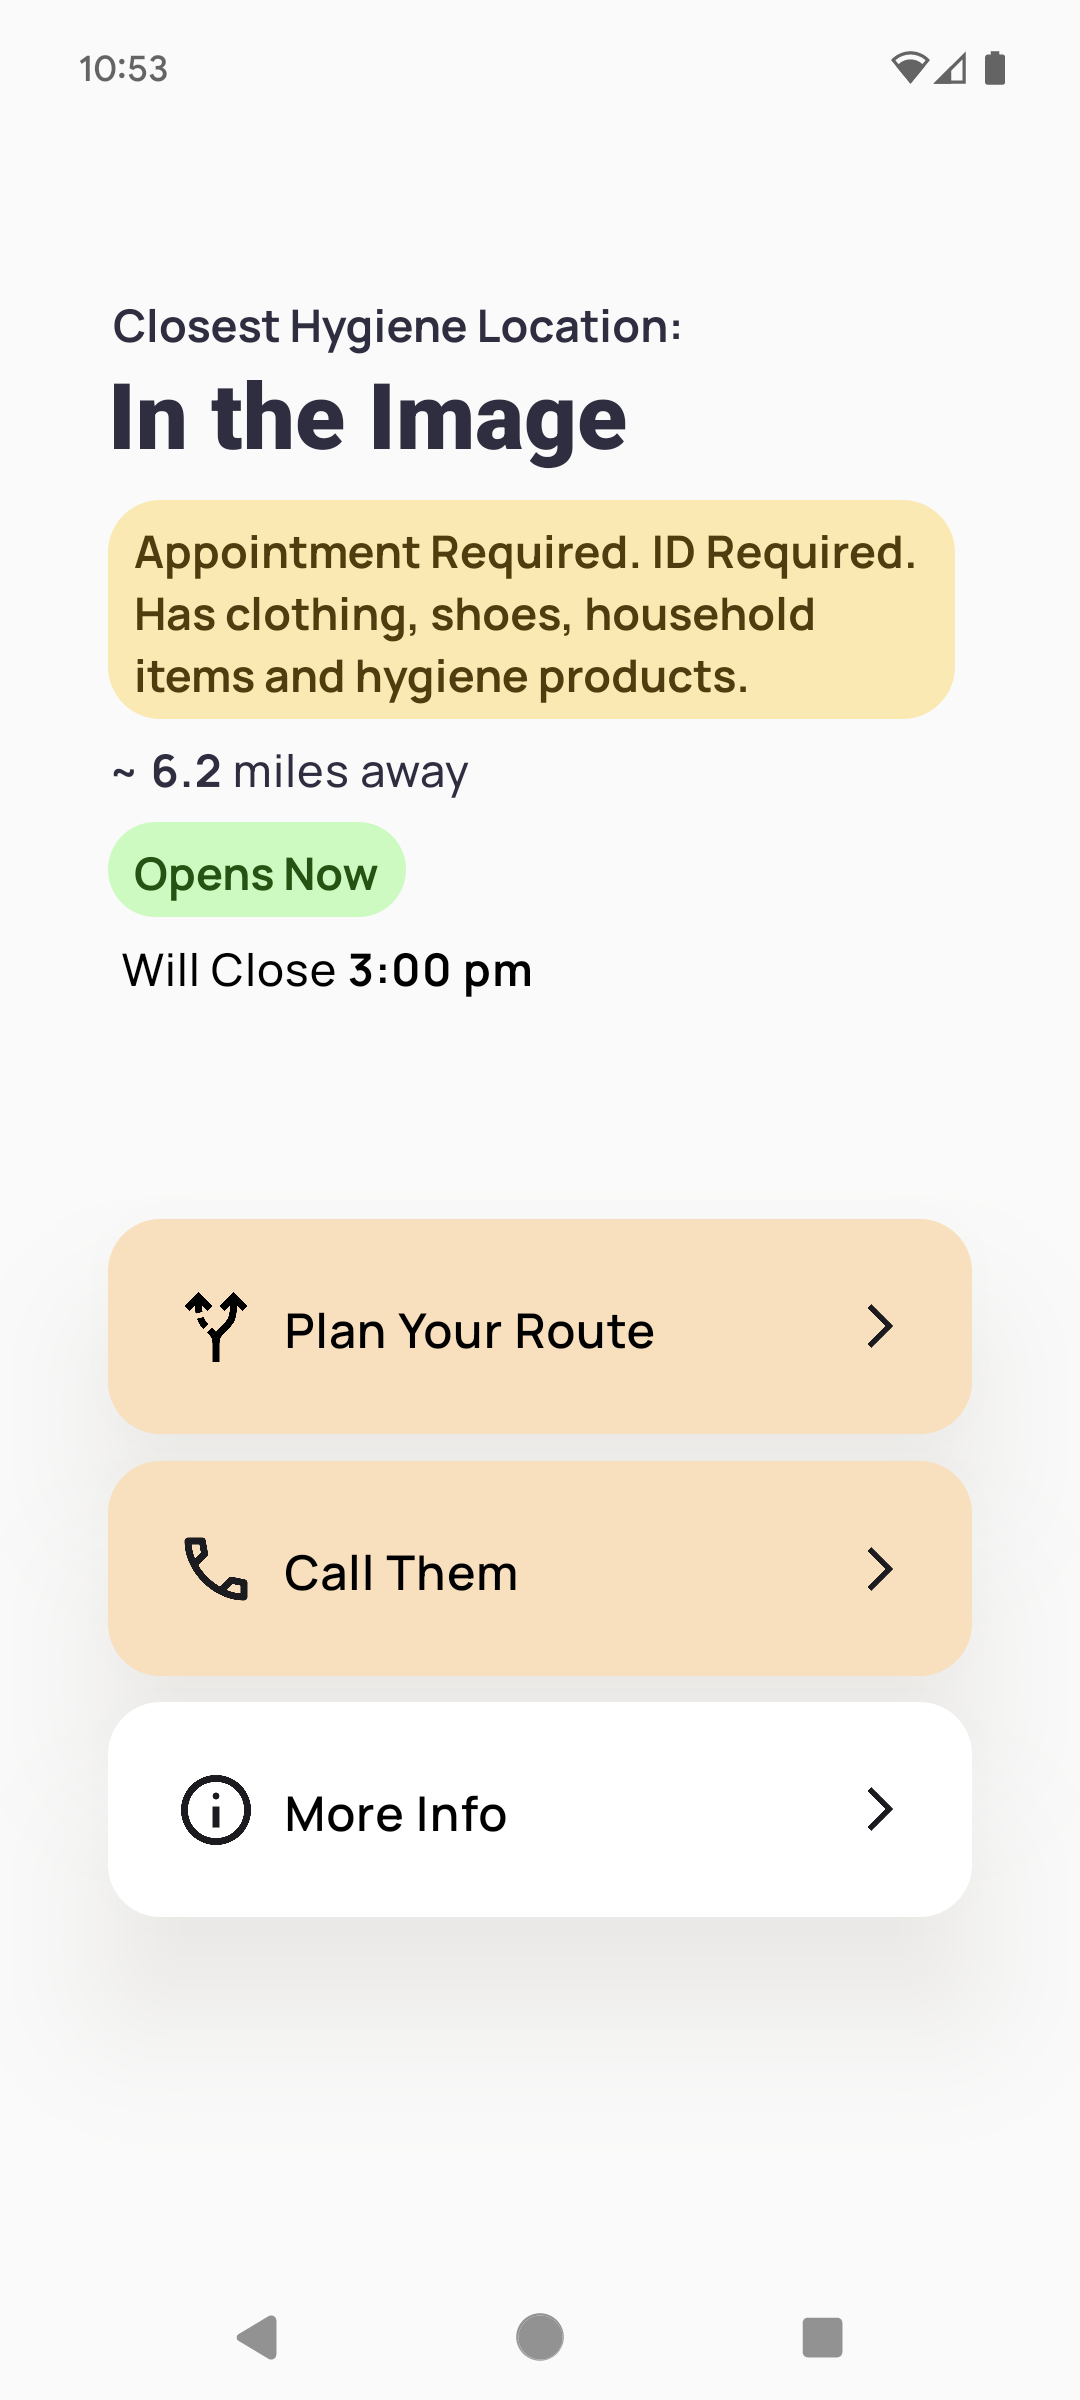 10:53
Closest Hygiene Location:
In the Image
Appointment Required. ID Required.
Has clothing, shoes, household
items and hygiene products.
~ 6.2 miles away
Opens Now
Will Close 3:00 pm
Plan Your Route
Call Them
More Info